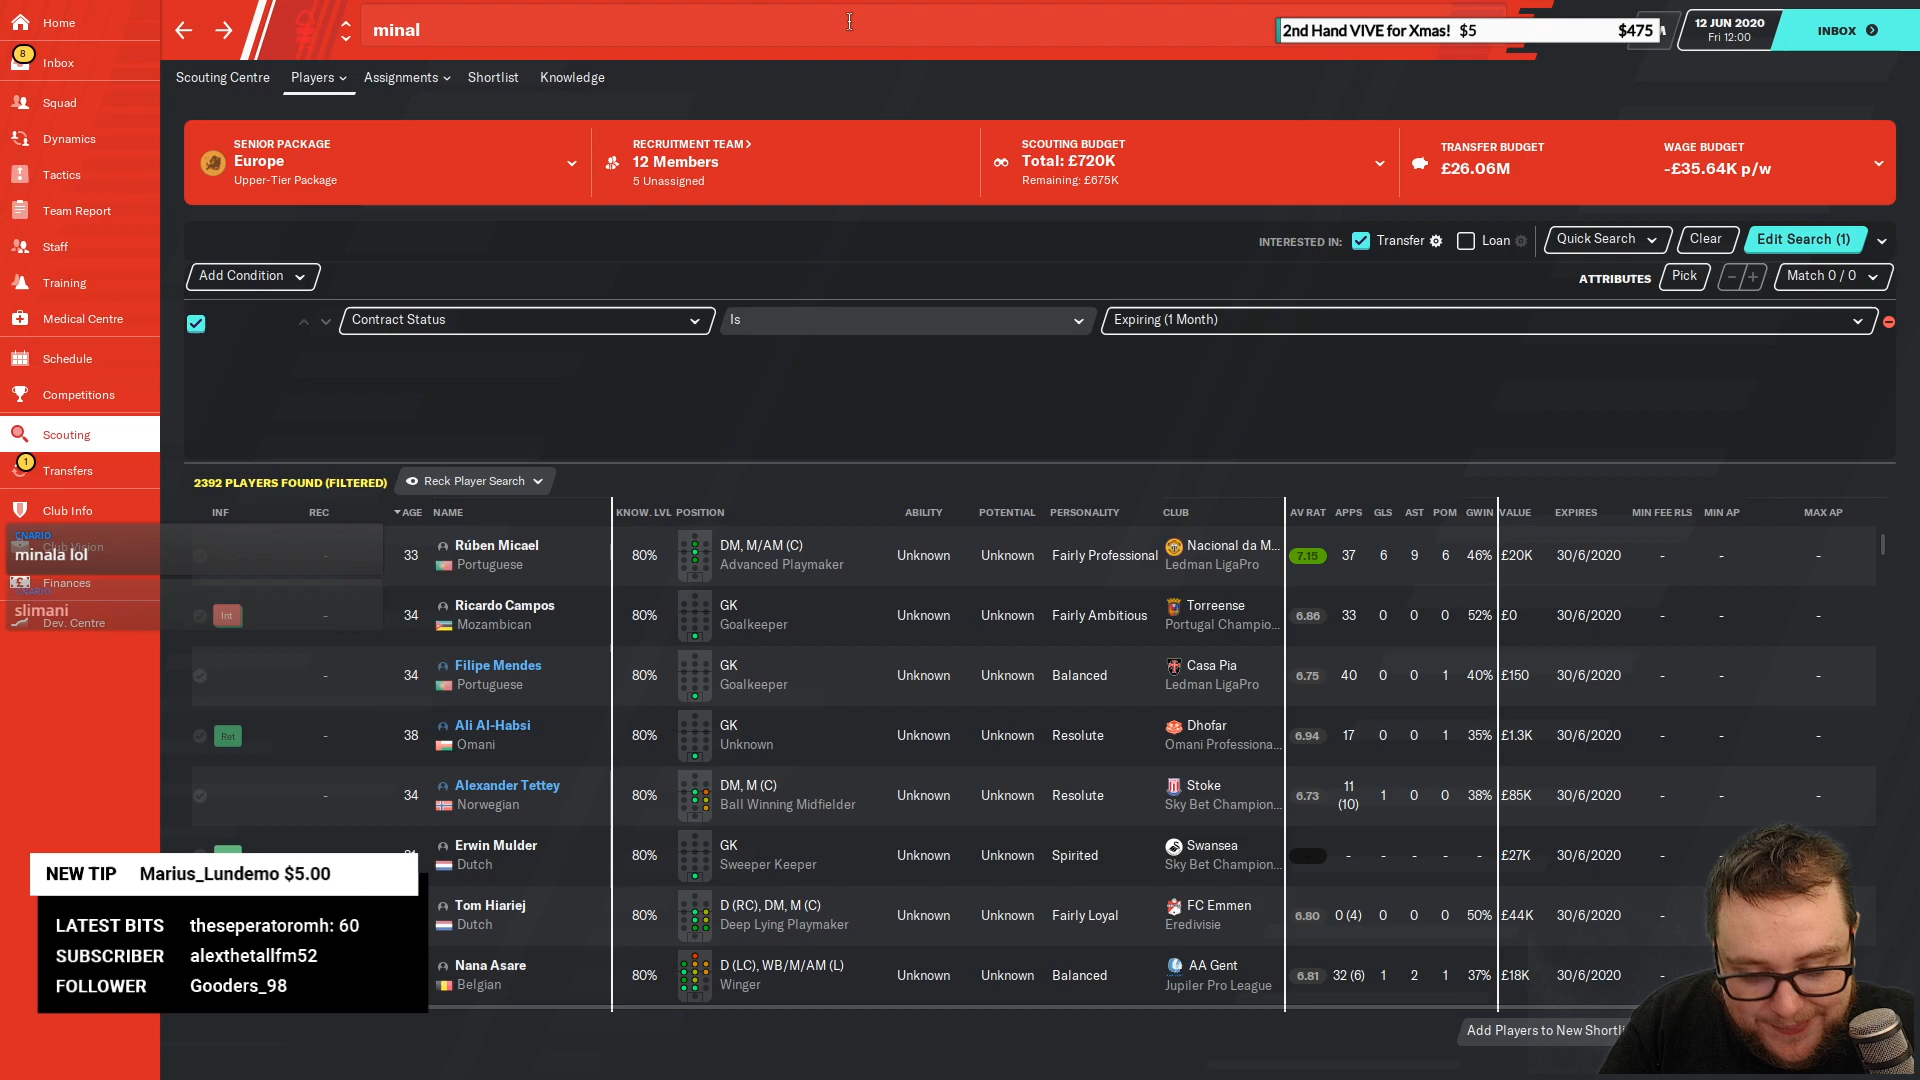 Home
8
Inbox
Squad
Dynamics
Tactics
Team Report
Staff
Training
Medical Centre
Schedule
Competitions
Scouting
1
Transfers
Club Info
CNARIO
Club Vision
minala lol
Finances
CNARIO
slimani
Dev. Centre
minal
2nd Hand VIVE for Xmas! $5 $475
12 JUN 2020
Fri 12:00
INBOX
Scouting Centre Players Assignments Shortlist Knowledge
SENIOR PACKAGE
Europe
Upper-Tier Package
RECRUITMENT TEAM
12 Members
5 Unassigned
SCOUTING BUDGET
Total: £720K
Remaining: £675K
TRANSFER BUDGET
£26.06M
WAGE BUDGET
-£35.64K p/w
INTERESTED IN: Transfer Loan Quick Search Clear Edit Search (1)
Add Condition ATTRIBUTES Pick -/+ Match 0 / 0
Contract Status Is Expiring (1 Month)
2392 PLAYERS FOUND (FILTERED) Reck Player Search
INF REC AGE NAME KNOW. LVL POSITION ABILITY POTENTIAL PERSONALITY CLUB AV RAT APPS GLS AST POM GWIN VALUE EXPIRES MIN FEE RLS MIN AP MAX AP
- 33 Rúben Micael 80% DM, M/AM (C) Unknown Unknown Fairly Professional Nacional da M... 7.15 37 6 9 6 46% £20K 30/6/2020 - - -
Portuguese Advanced Playmaker Ledman LigaPro
Int - 34 Ricardo Campos 80% GK Unknown Unknown Fairly Ambitious Torreense 6.86 33 0 0 0 52% £0 30/6/2020 - - -
Mozambican Goalkeeper Portugal Champio...
- 34 Filipe Mendes 80% GK Unknown Unknown Balanced Casa Pia 6.75 40 0 0 1 40% £150 30/6/2020 - - -
Portuguese Goalkeeper Ledman LigaPro
Ret - 38 Ali Al-Habsi 80% GK Unknown Unknown Resolute Dhofar 6.94 17 0 0 1 35% £1.3K 30/6/2020 - - -
Omani Unknown Omani Professiona...
- 34 Alexander Tettey 80% DM, M (C) Unknown Unknown Resolute Stoke 6.73 11 (10) 1 0 0 38% £85K 30/6/2020 - - -
Norwegian Ball Winning Midfielder Sky Bet Champion...
Erwin Mulder 80% GK Unknown Unknown Spirited Swansea - - - - - £27K 30/6/2020 - - -
Dutch Sweeper Keeper Sky Bet Champion...
Tom Hiariej 80% D (RC), DM, M (C) Unknown Unknown Fairly Loyal FC Emmen 6.80 0 (4) 0 0 0 50% £44K 30/6/2020 -
Dutch Deep Lying Playmaker Eredivisie
Nana Asare 80% D (LC), WB/M/AM (L) Unknown Unknown Balanced AA Gent 6.81 32 (6) 1 2 1 37% £18K 30/6/2020 -
Belgian Winger Jupiler Pro League
Add Players to New Shortli
NEW TIP Marius_Lundemo $5.00
LATEST BITS theseperatoromh: 60
SUBSCRIBER alexthetallfm52
FOLLOWER Gooders_98